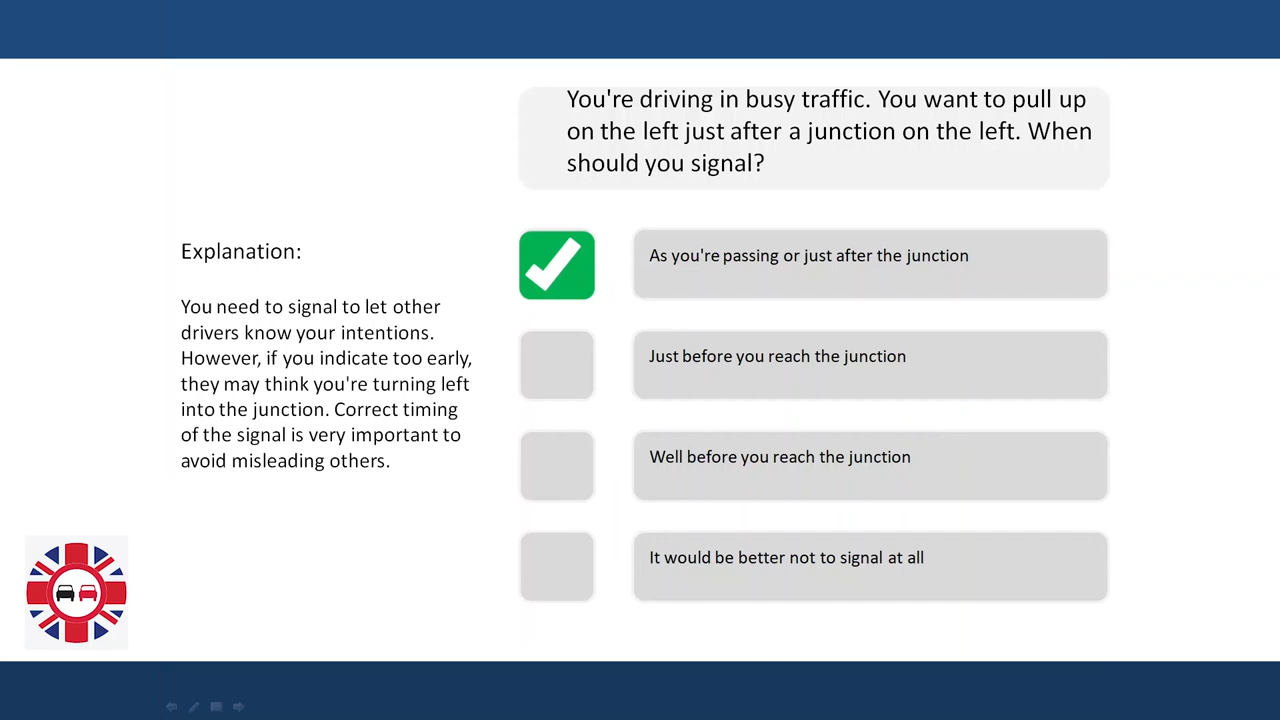 You're driving in busy traffic. You want to pull up
on the left just after a junction on the left. When
should you signal?
Explanation:
You need to signal to let other
drivers know your intentions.
However, if you indicate too early,
they may think you're turning left
into the junction. Correct timing
of the signal is very important to
avoid misleading others.
As you're passing or just after the junction
Just before you reach the junction
Well before you reach the junction
It would be better not to signal at all